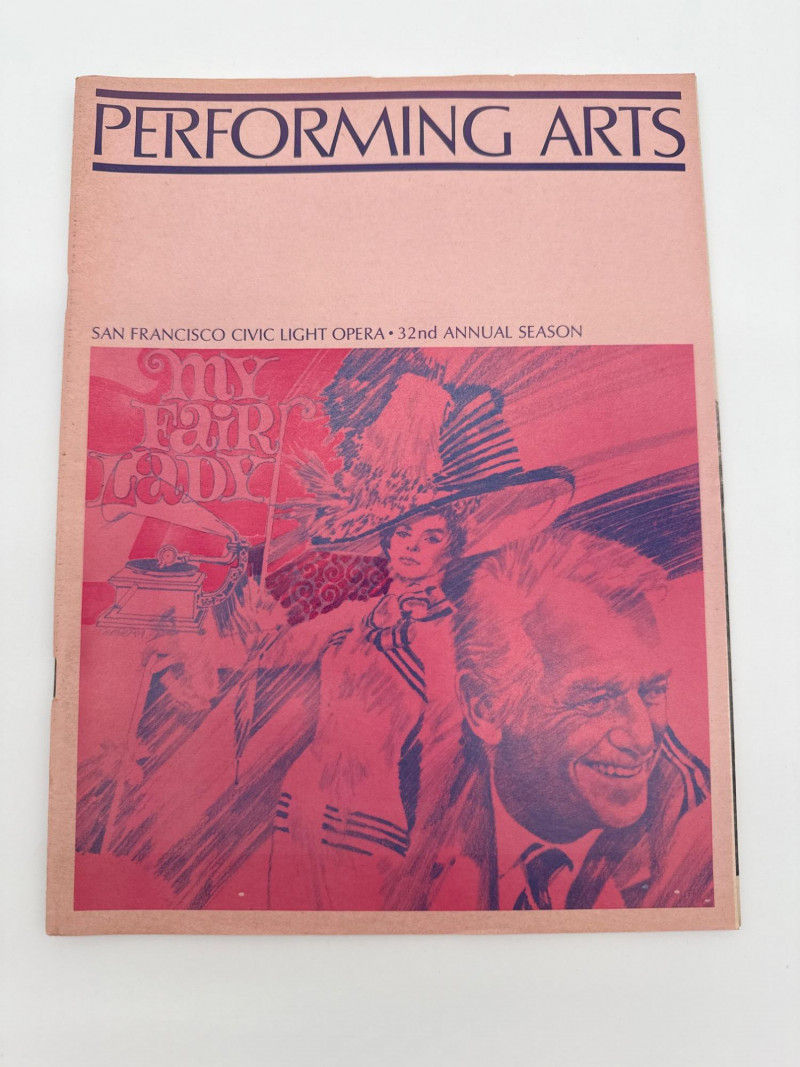 PERFORMING ARTS
SAN FRANCISCO CIVIC LIGHT OPERA • 32nd ANNUAL SEASON
MY
FAIR
LADY